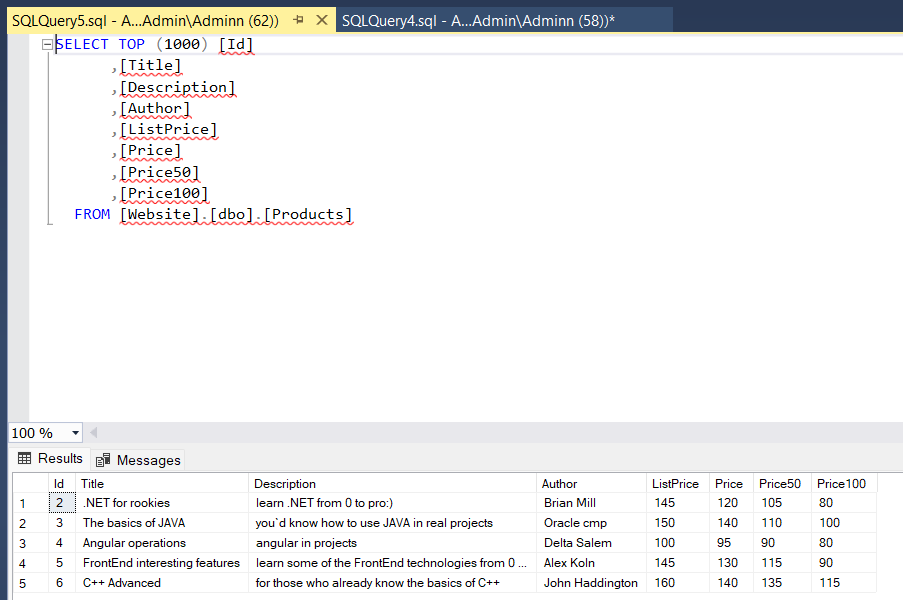 SQLQuery5.sql - A...Admin\Adminn (62)) SQLQuery4.sql - A...Admin\Adminn (58))*
SELECT TOP (1000) [Id]
,[Title]
,[Description]
,[Author]
,[ListPrice]
,[Price]
,[Price50]
,[Price100]
FROM [Website].[dbo].[Products]
100 %
Results Messages
Id Title Description Author ListPrice Price Price50 Price100
1 2 .NET for rookies learn .NET from 0 to pro:) Brian Mill 145 120 105 80
2 3 The basics of JAVA you`d know how to use JAVA in real projects Oracle cmp 150 140 110 100
3 4 Angular operations angular in projects Delta Salem 100 95 90 80
4 5 FrontEnd interesting features learn some of the FrontEnd technologies from 0 ... Alex Koln 145 130 115 90
5 6 C++ Advanced for those who already know the basics of C++ John Haddington 160 140 135 115